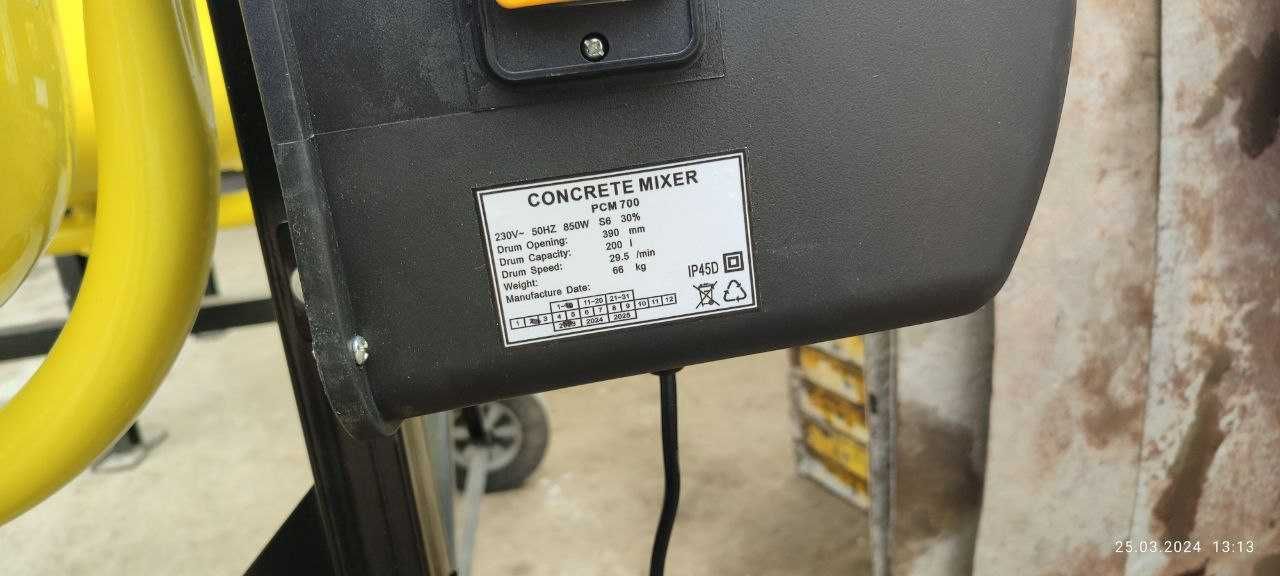 CONCRETE MIXER
PCM 700
230V~ 50HZ 850W S6 30%
Drum Opening: 390 mm
Drum Capacity: 200 l
Drum Speed: 29.5 /min
Weight: 66 kg
Manufacture Date:
IP45D
11-20 21-31
1 3 4 5 6 7 8 9 10 11 12
2024 2025
25.03.2024 13:13